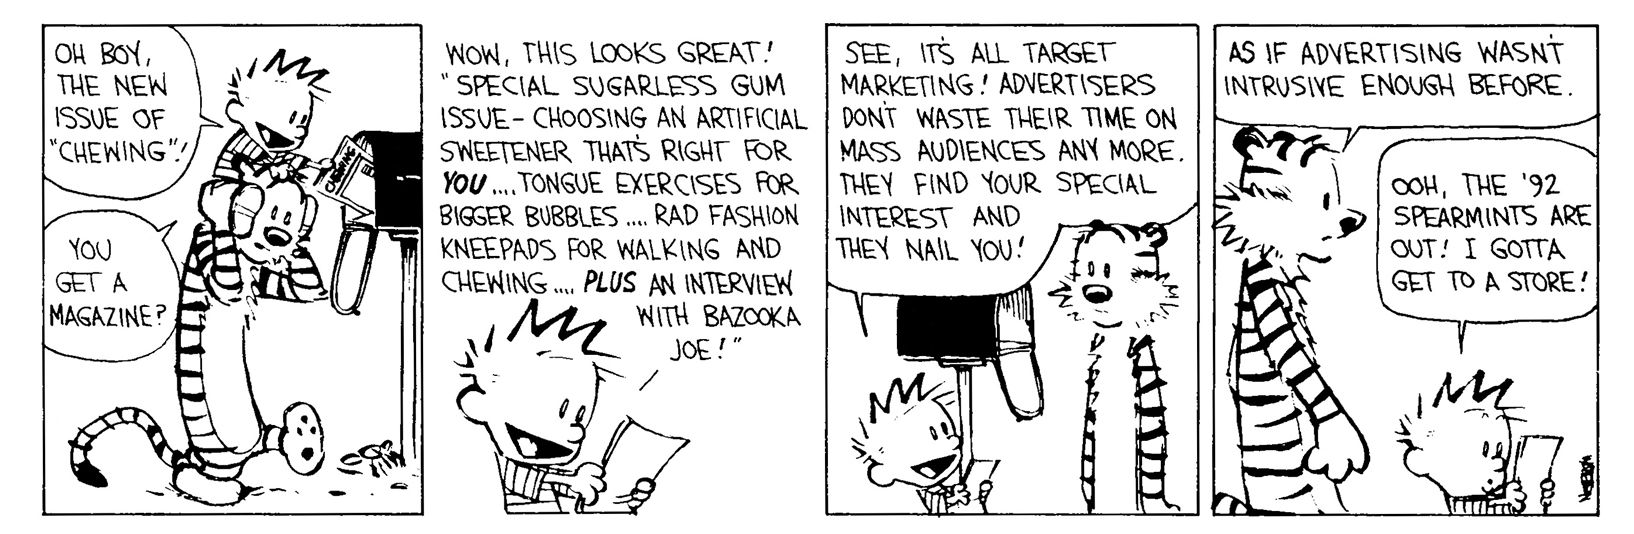 OH BOY,
THE NEW
ISSUE OF
"CHEWING"!
CHEWING
YOU
GET A
MAGAZINE?
WOW, THIS LOOKS GREAT!
"SPECIAL SUGARLESS GUM
ISSUE - CHOOSING AN ARTIFICIAL
SWEETENER THAT'S RIGHT FOR
YOU .... TONGUE EXERCISES FOR
BIGGER BUBBLES .... RAD FASHION
KNEEPADS FOR WALKING AND
CHEWING .... PLUS AN INTERVIEW
WITH BAZOOKA
JOE!"
SEE, IT'S ALL TARGET
MARKETING! ADVERTISERS
DON'T WASTE THEIR TIME ON
MASS AUDIENCES ANY MORE.
THEY FIND YOUR SPECIAL
INTEREST AND
THEY NAIL YOU!
AS IF ADVERTISING WASN'T
INTRUSIVE ENOUGH BEFORE.
OOH, THE '92
SPEARMINTS ARE
OUT! I GOTTA
GET TO A STORE!